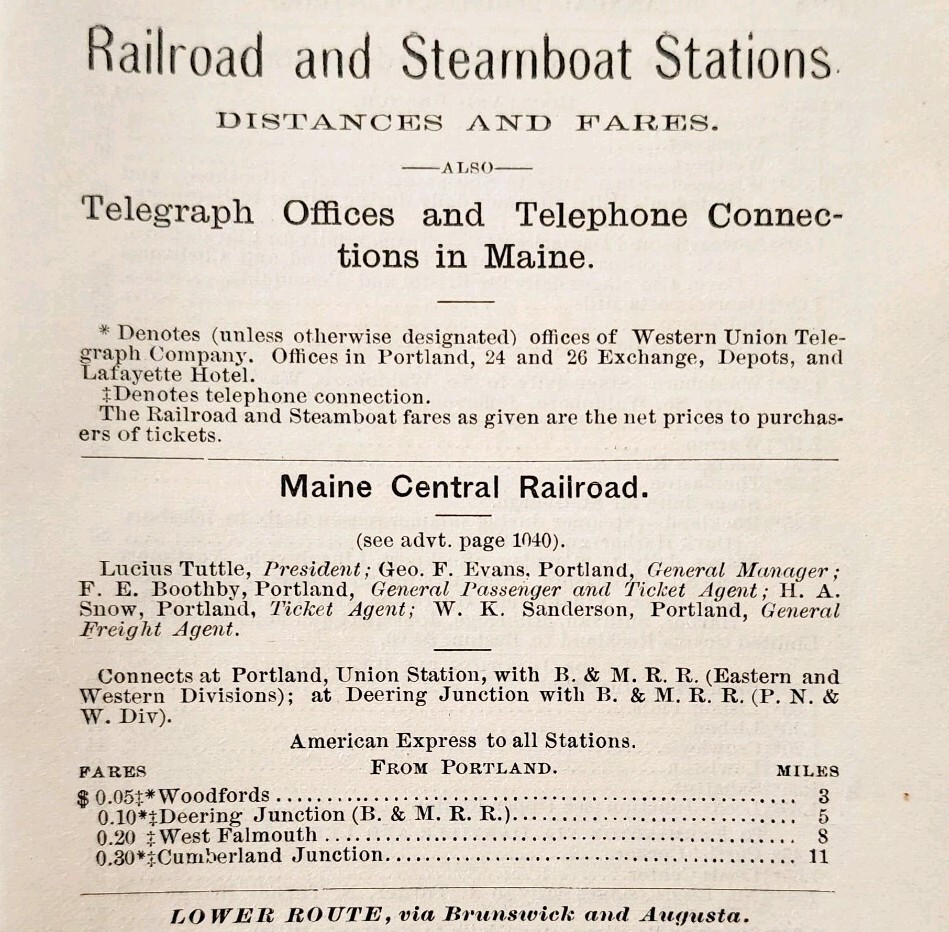 Railroad and Steamboat Stations.
DISTANCES AND FARES.
—ALSO—
Telegraph Offices and Telephone Connec-
tions in Maine.
* Denotes (unless otherwise designated) offices of Western Union Tele-
graph Company. Offices in Portland, 24 and 26 Exchange, Depots, and
Lafayette Hotel.
‡Denotes telephone connection.
The Railroad and Steamboat fares as given are the net prices to purchas-
ers of tickets.
Maine Central Railroad.
(see advt. page 1040).
Lucius Tuttle, President; Geo. F. Evans. Portland, General Manager;
F. E. Boothby, Portland, General Passenger and Ticket Agent; H. A.
Snow, Portland, Ticket Agent; W. K. Sanderson, Portland, General
Freight Agent.
Connects at Portland, Union Station, with B. & M. R. R. (Eastern and
Western Divisions); at Deering Junction with B. & M. R. R. (P. N. &
W. Div).
American Express to all Stations.
FARES FROM PORTLAND. MILES
$ 0.05‡*Woodfords .......... 3
0.10*‡Deering Junction (B. & M. R. R.).......... 5
0.20 ‡West Falmouth .......... 8
0.30*‡Cumberland Junction.......... 11
LOWER ROUTE, via Brunswick and Augusta.